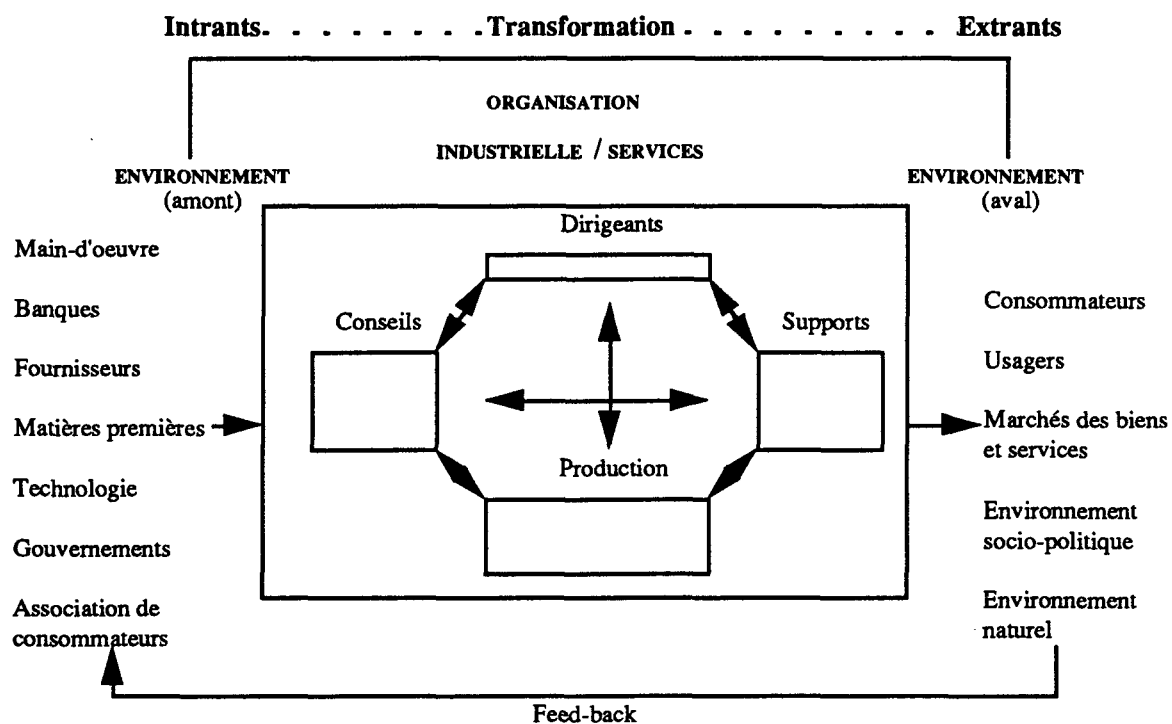 Intrants. . . . . . . . Transformation . . . . . . . . . . Extrants
ORGANISATION
INDUSTRIELLE / SERVICES
ENVIRONNEMENT
(amont)
Main-d'oeuvre
Banques
Fournisseurs
Matières premières
Technologie
Gouvernements
Association de
consommateurs
Dirigeants
Conseils
Supports
Production
ENVIRONNEMENT
(aval)
Consommateurs
Usagers
Marchés des biens
et services
Environnement
socio-politique
Environnement
naturel
Feed-back